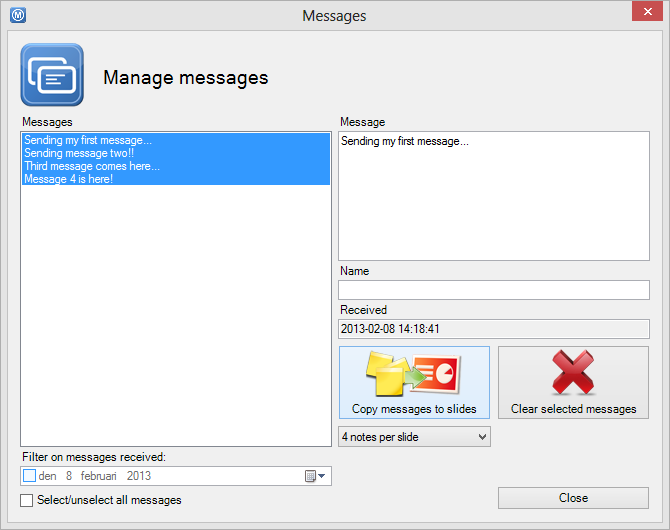 Messages
Manage messages
Messages
Sending my first message...
Sending message two!!
Third message comes here...
Message 4 is here!
Filter on messages received:
den 8 februari 2013
Select/unselect all messages
Message
Sending my first message...
Name
Received
2013-02-08 14:18:41
Copy messages to slides
Clear selected messages
4 notes per slide
Close